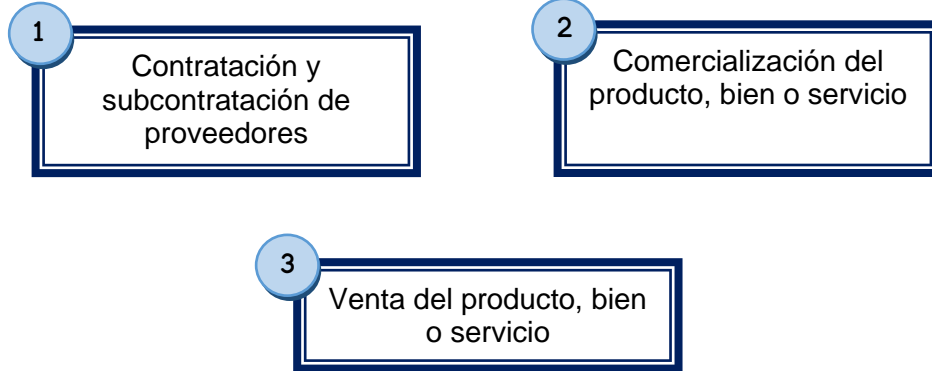 1
Contratación y
subcontratación de
proveedores
2
Comercialización del
producto, bien o servicio
3
Venta del producto, bien
o servicio